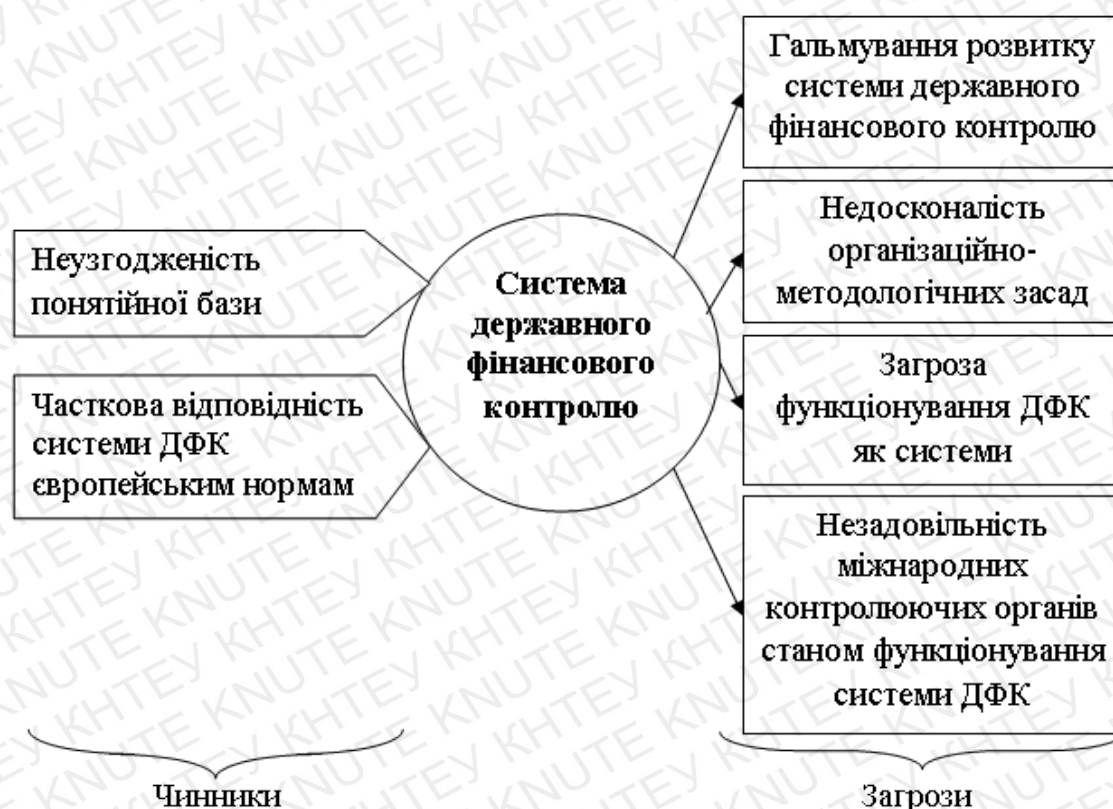 Неузгодженість
понятійної бази
Часткова відповідність
системи ДФК
європейським нормам
Чинники
Система
державного
фінансового
контролю
Гальмування розвитку
системи державного
фінансового контролю
Недосконалість
організаційно-
методологічних засад
Загроза
функціонування ДФК
як системи
Незадовільність
міжнародних
контролюючих органів
станом функціонування
системи ДФК
Загрози